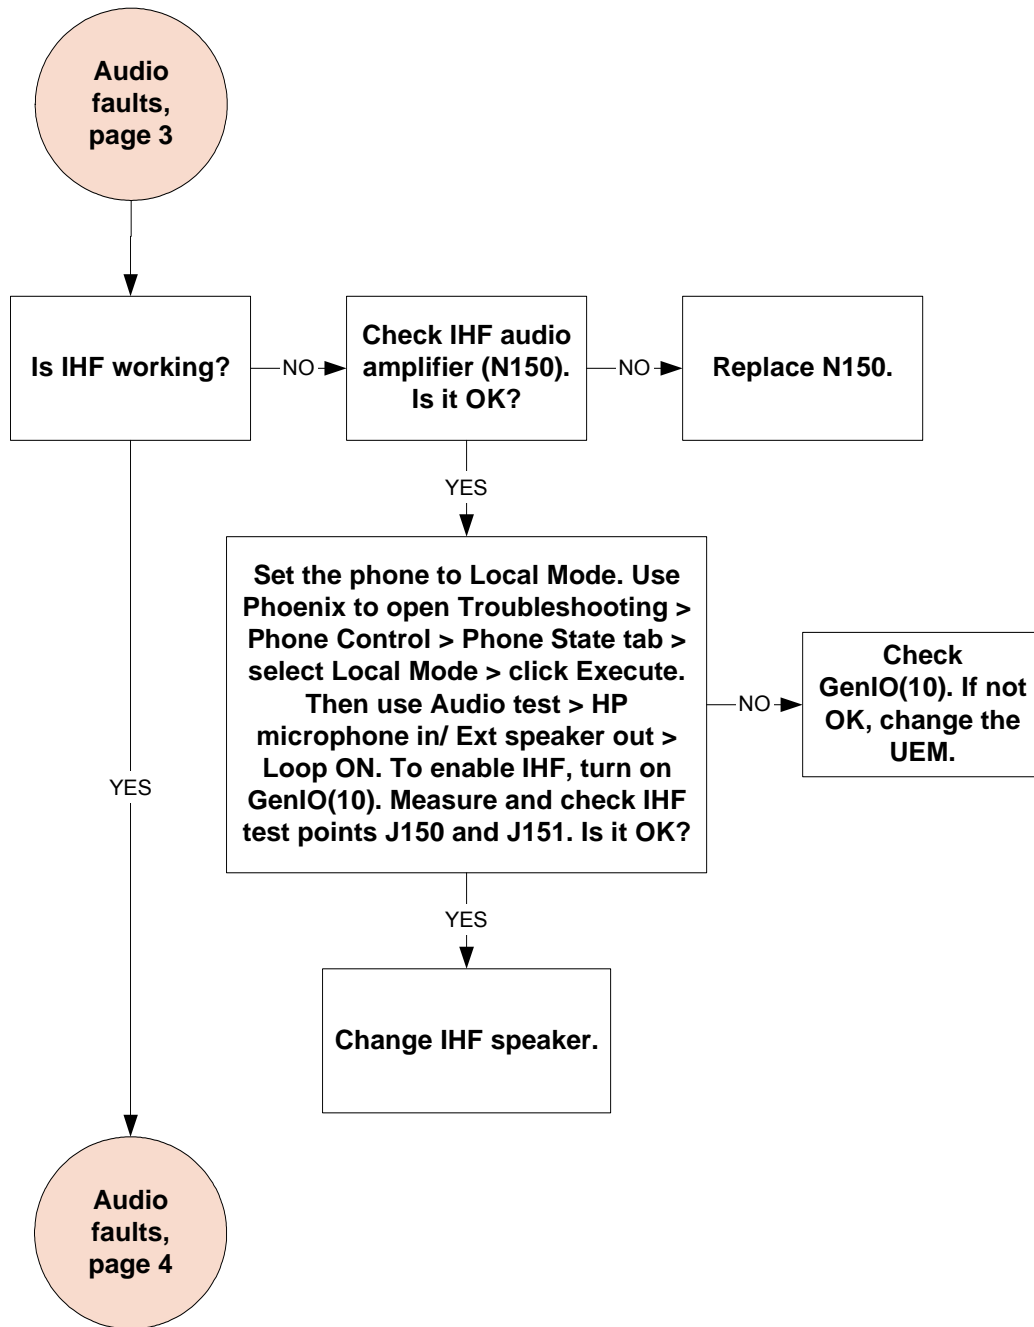 Audio
faults,
page 3
Is IHF working?
NO
Check IHF audio
amplifier (N150).
Is it OK?
NO
Replace N150.
YES
Set the phone to Local Mode. Use
Phoenix to open Troubleshooting >
Phone Control > Phone State tab >
select Local Mode > click Execute.
Then use Audio test > HP
microphone in/ Ext speaker out >
Loop ON. To enable IHF, turn on
GenIO(10). Measure and check IHF
test points J150 and J151. Is it OK?
NO
Check
GenIO(10). If not
OK, change the
UEM.
YES
YES
Change IHF speaker.
Audio
faults,
page 4